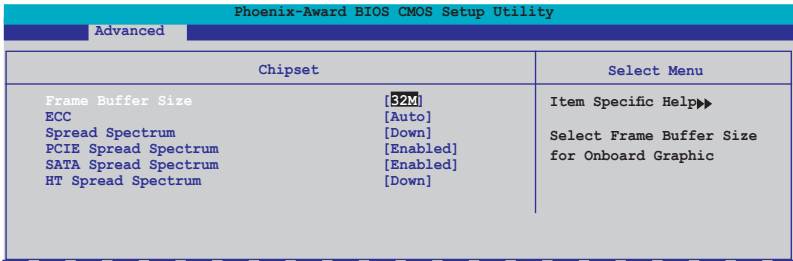 Phoenix-Award BIOS CMOS Setup Utility
Advanced
Chipset
Select Menu
Frame Buffer Size [32M]
ECC [Auto]
Spread Spectrum [Down]
PCIE Spread Spectrum [Enabled]
SATA Spread Spectrum [Enabled]
HT Spread Spectrum [Down]
Item Specific Help
Select Frame Buffer Size
for Onboard Graphic